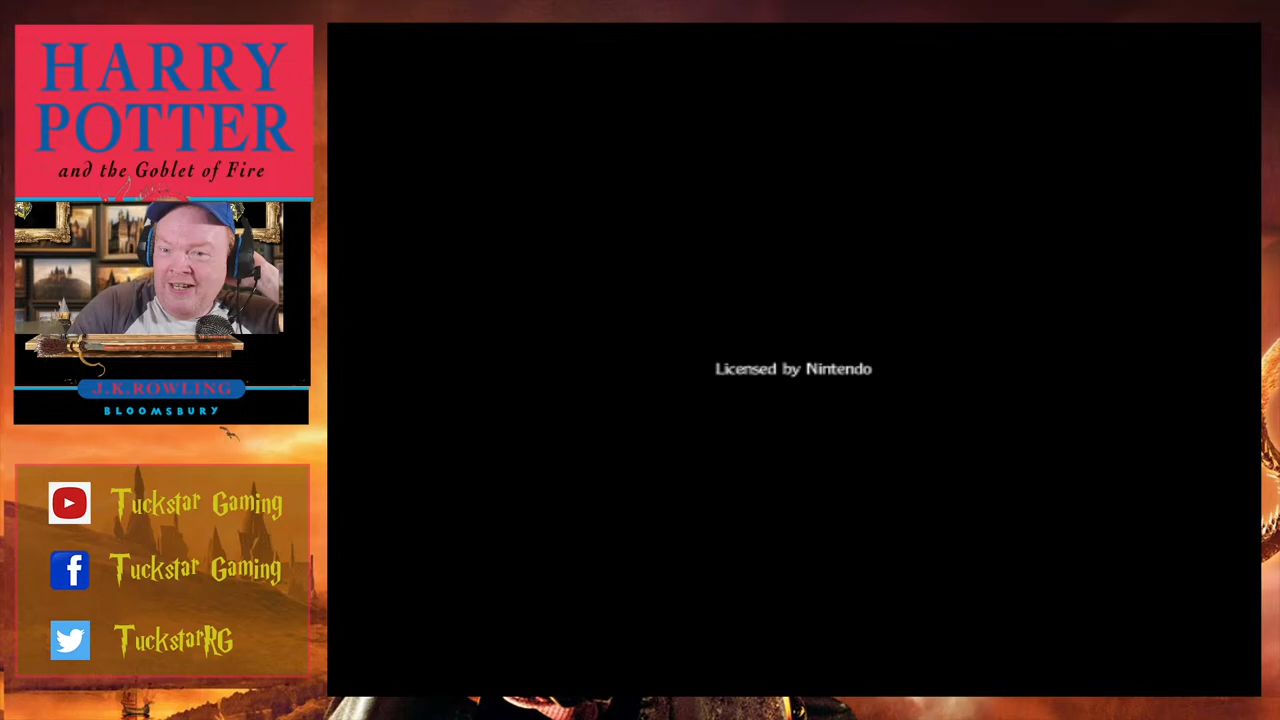 HARRY
POTTER
and the Goblet of Fire
J.K.ROWLING
BLOOMSBURY
Tuckstar Gaming
Tuckstar Gaming
TuckstarRG
Licensed by Nintendo